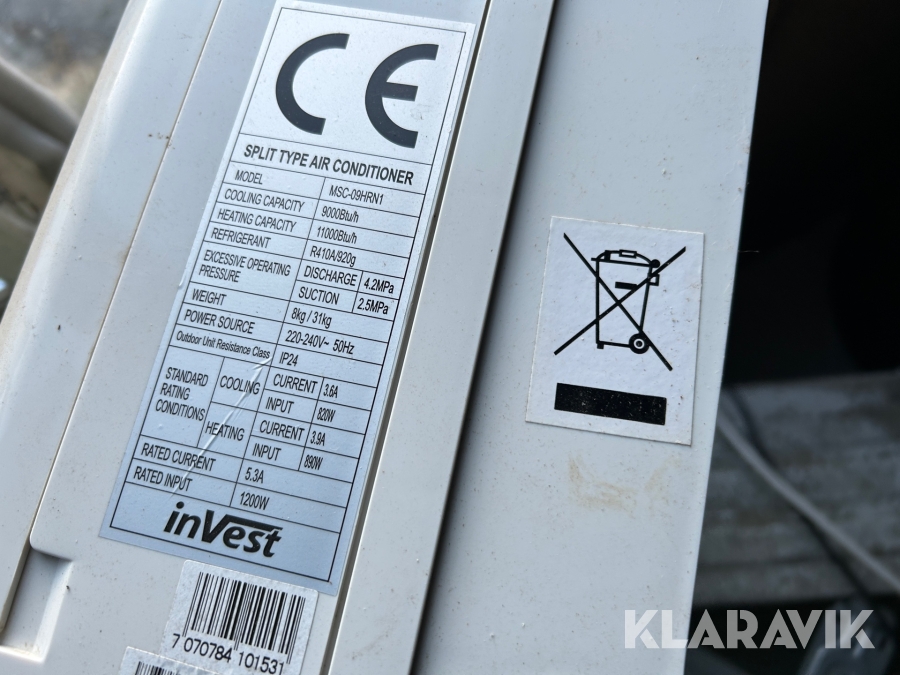 CE
SPLIT TYPE AIR CONDITIONER
MODEL MSC-09HRN1
COOLING CAPACITY 9000Btu/h
HEATING CAPACITY 11000Btu/h
REFRIGERANT R410A/920g
EXCESSIVE OPERATING PRESSURE DISCHARGE 4.2MPa
SUCTION 2.5MPa
WEIGHT 8kg / 31kg
POWER SOURCE 220-240V~ 50Hz
Outdoor Unit Resistance Class IP24
STANDARD RATING CONDITIONS COOLING CURRENT 3.6A
INPUT 820W
HEATING CURRENT 3.9A
INPUT 890W
RATED CURRENT 5.3A
RATED INPUT 1200W
inVest
7 070784 101531
KLARAVIK